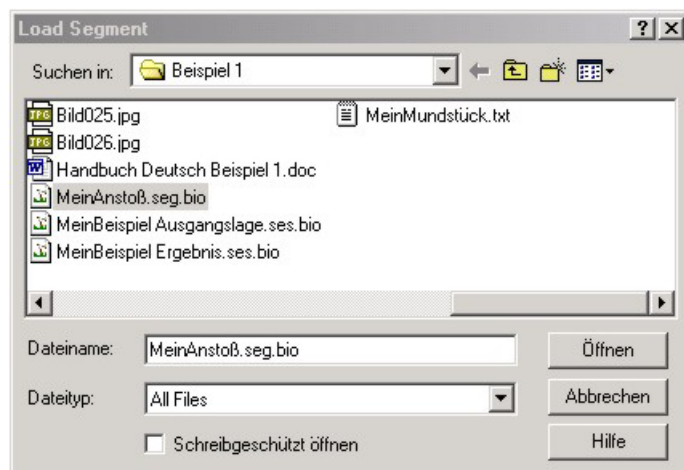 Load Segment
Suchen in: Beispiel 1
Bild025.jpg
Bild026.jpg
Handbuch Deutsch Beispiel 1.doc
MeinAnstoß.seg.bio
MeinBeispiel Ausgangslage.ses.bio
MeinBeispiel Ergebnis.ses.bio
MeinMundstück.txt
Dateiname: MeinAnstoß.seg.bio Öffnen
Dateityp: All Files Abbrechen
Schreibgeschützt öffnen Hilfe